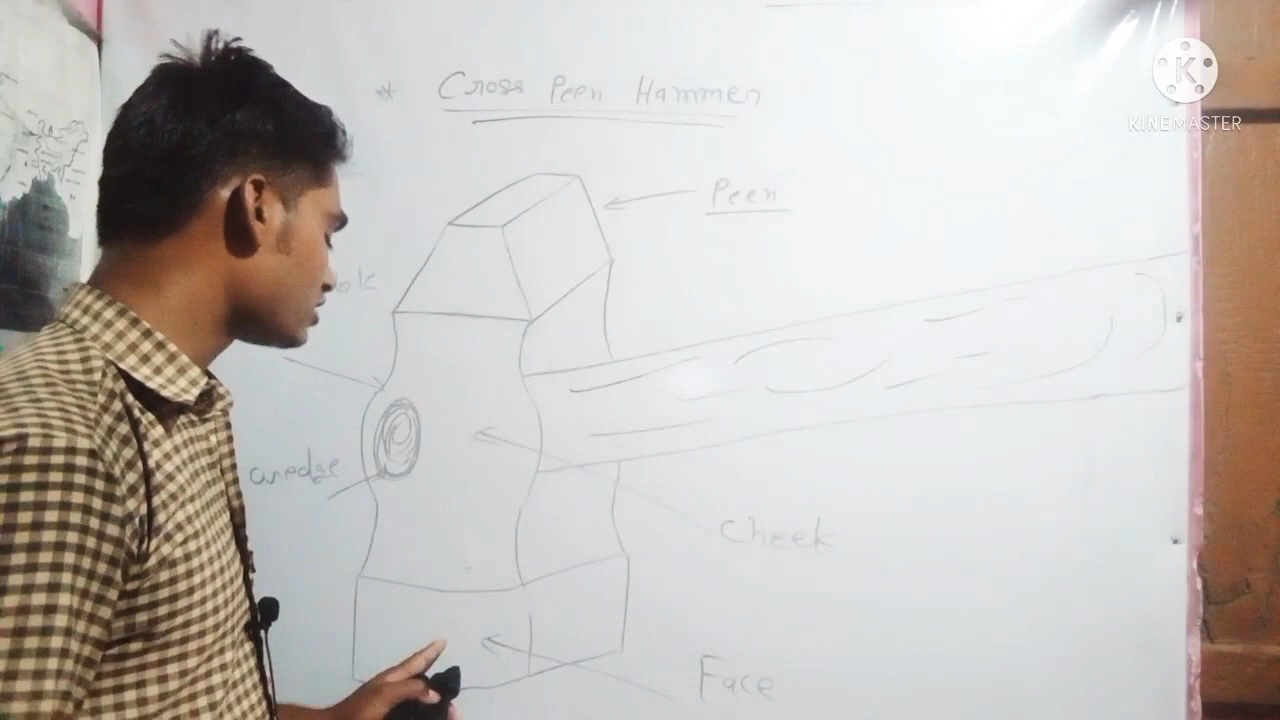 * Cross Peen Hammer
Peen
wedge
Cheek
Face
KINEMASTER